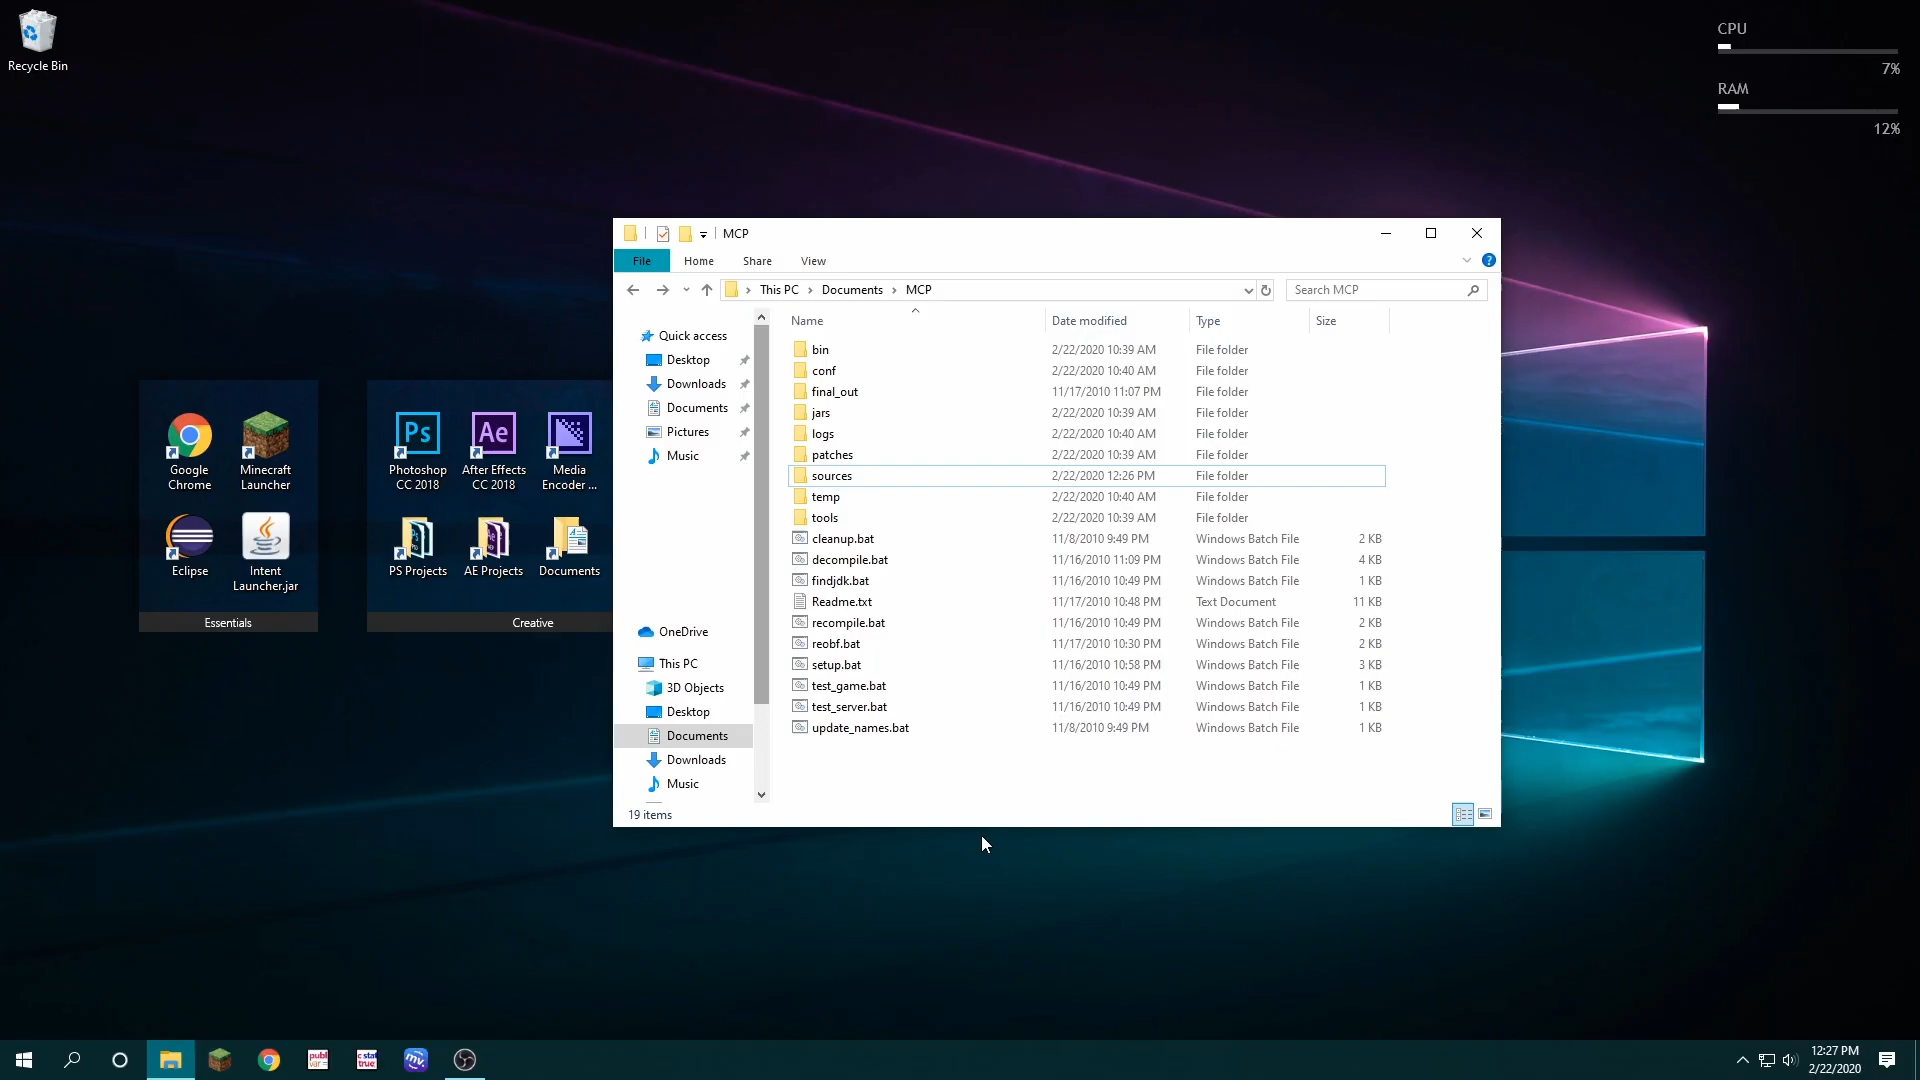 Recycle Bin
CPU
7%
RAM
12%
MCP
File Home Share View
This PC Documents MCP
Search MCP
Name Date modified Type Size
Quick access
Desktop
Downloads
Documents
Pictures
Music
OneDrive
This PC
3D Objects
Desktop
Documents
Downloads
Music
bin 2/22/2020 10:39 AM File folder
conf 2/22/2020 10:40 AM File folder
final_out 11/17/2010 11:07 PM File folder
jars 2/22/2020 10:39 AM File folder
logs 2/22/2020 10:40 AM File folder
patches 2/22/2020 10:39 AM File folder
sources 2/22/2020 12:26 PM File folder
temp 2/22/2020 10:40 AM File folder
tools 2/22/2020 10:39 AM File folder
cleanup.bat 11/8/2010 9:49 PM Windows Batch File 2 KB
decompile.bat 11/16/2010 11:09 PM Windows Batch File 4 KB
findjdk.bat 11/16/2010 10:49 PM Windows Batch File 1 KB
Readme.txt 11/17/2010 10:48 PM Text Document 11 KB
recompile.bat 11/16/2010 10:49 PM Windows Batch File 2 KB
reobf.bat 11/17/2010 10:30 PM Windows Batch File 2 KB
setup.bat 11/16/2010 10:58 PM Windows Batch File 3 KB
test_game.bat 11/16/2010 10:49 PM Windows Batch File 1 KB
test_server.bat 11/16/2010 10:49 PM Windows Batch File 1 KB
update_names.bat 11/8/2010 9:49 PM Windows Batch File 1 KB
19 items
Google
Chrome
Minecraft
Launcher
Eclipse
Intent
Launcher.jar
Essentials
Ps
Photoshop
CC 2018
Ae
After Effects
CC 2018
Media
Encoder ...
PS Projects
AE Projects
Documents
Creative
publ
var =
c stat
true;
mv.
12:27 PM
2/22/2020